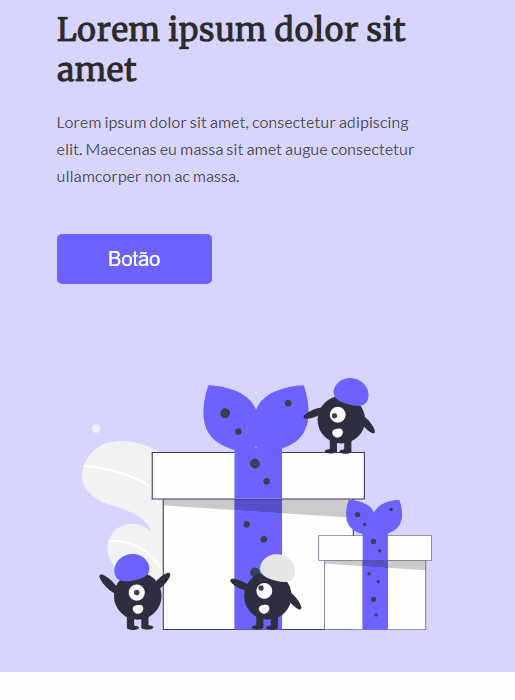 Lorem ipsum dolor sit
amet
Lorem ipsum dolor sit amet, consectetur adipiscing
elit. Maecenas eu massa sit amet augue consectetur
ullamcorper non ac massa.
Botão